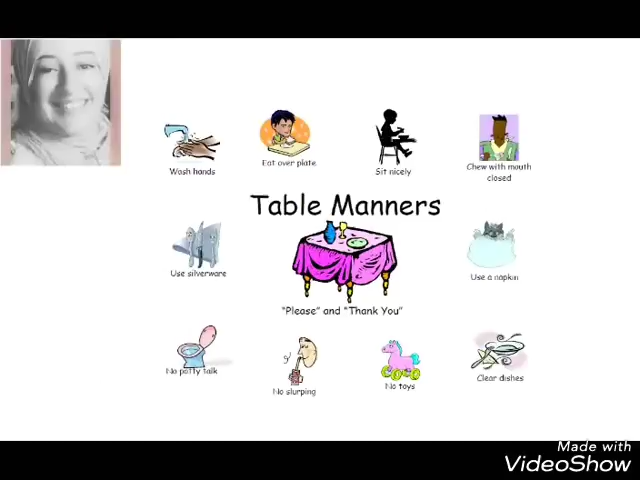 Wash hands
Eat over plate
Sit nicely
Chew with mouth
closed
Table Manners
Use silverware
Use a napkin
"Please" and "Thank You"
No potty talk
No slurping
No toys
Clear dishes
Made with
VideoShow